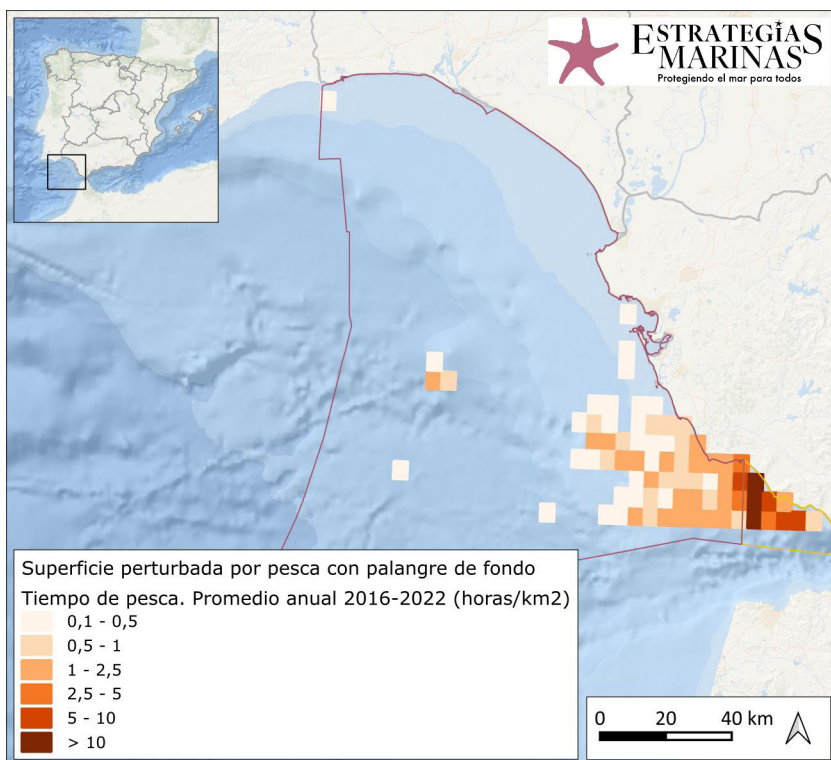 ESTRATEGIAS
MARINAS
Protegiendo el mar para todos
Superficie perturbada por pesca con palangre de fondo
Tiempo de pesca. Promedio anual 2016-2022 (horas/km2)
0,1 - 0,5
0,5 - 1
1 - 2,5
2,5 - 5
5 - 10
> 10
0 20 40 km